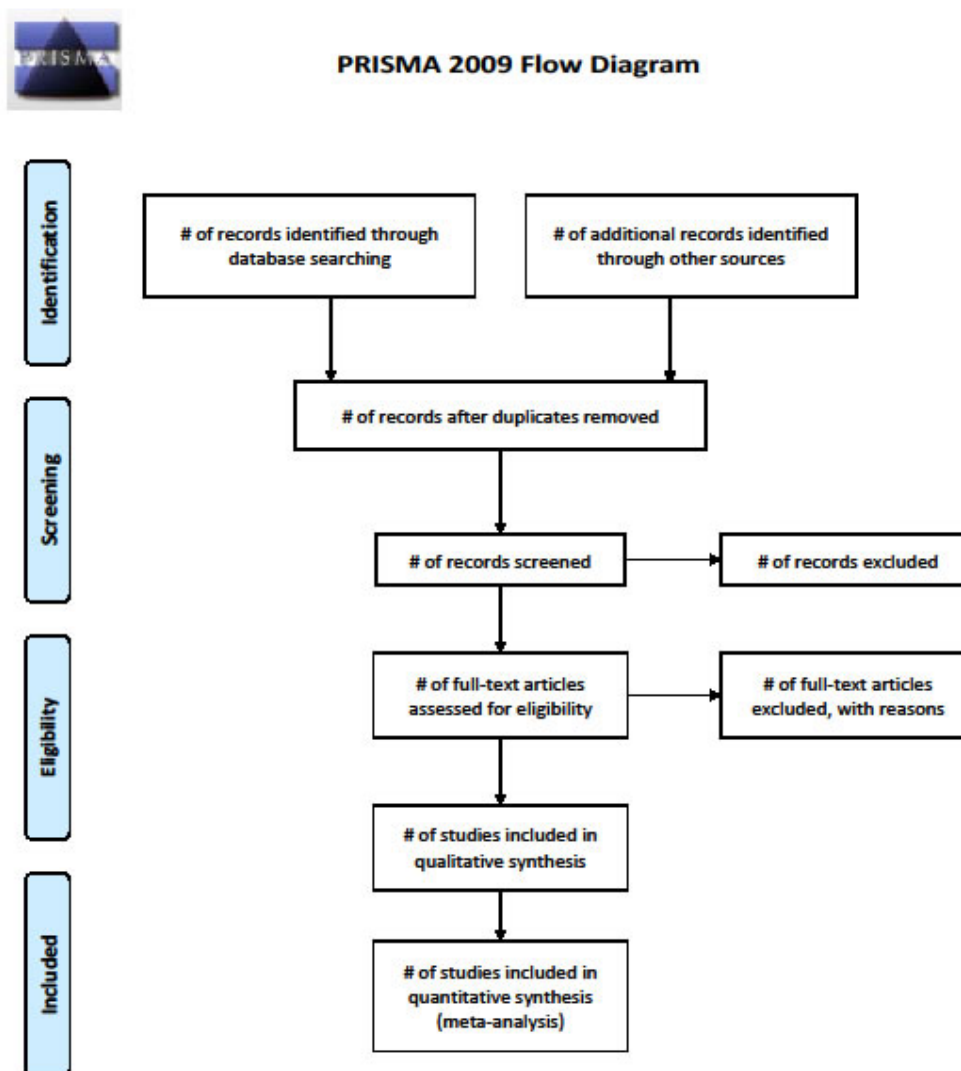 PRISMA
PRISMA 2009 Flow Diagram
Identification
# of records identified through
database searching
# of additional records identified
through other sources
# of records after duplicates removed
Screening
# of records screened
# of records excluded
Eligibility
# of full-text articles
assessed for eligibility
# of full-text articles
excluded, with reasons
# of studies included in
qualitative synthesis
Included
# of studies included in
quantitative synthesis
(meta-analysis)